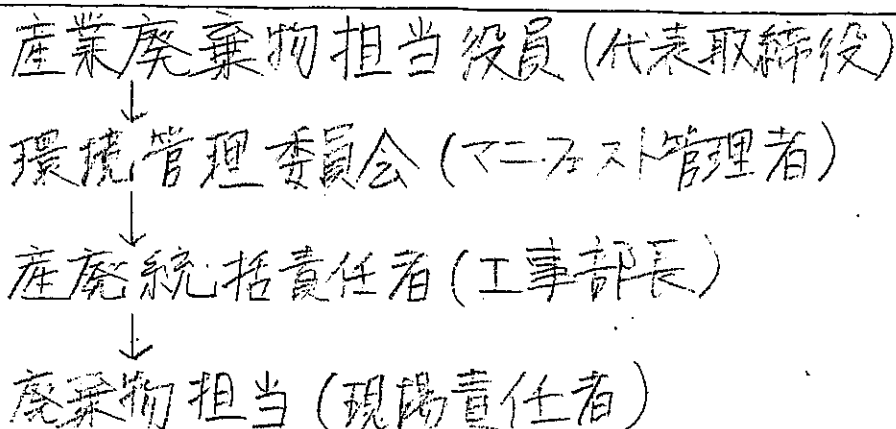 産業廃棄物担当役員(代表取締役)
↓
環境管理委員会(マニフェスト管理者)
↓
産廃統括責任者(工事部長)
↓
廃棄物担当(現場責任者)